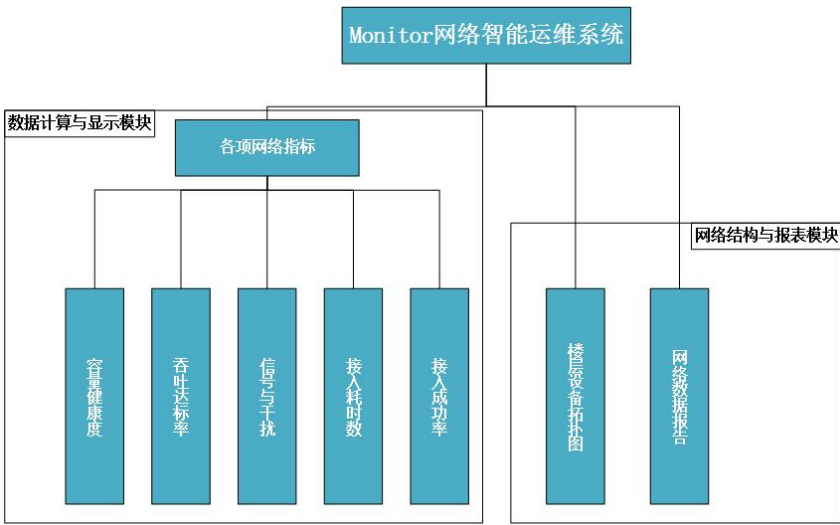 Monitor网络智能运维系统
数据计算与显示模块
各项网络指标
网络结构与报表模块
容量健康度
吞吐达标率
信号与干扰
接入耗时数
接入成功率
楼层设备拓扑图
网络数据报告